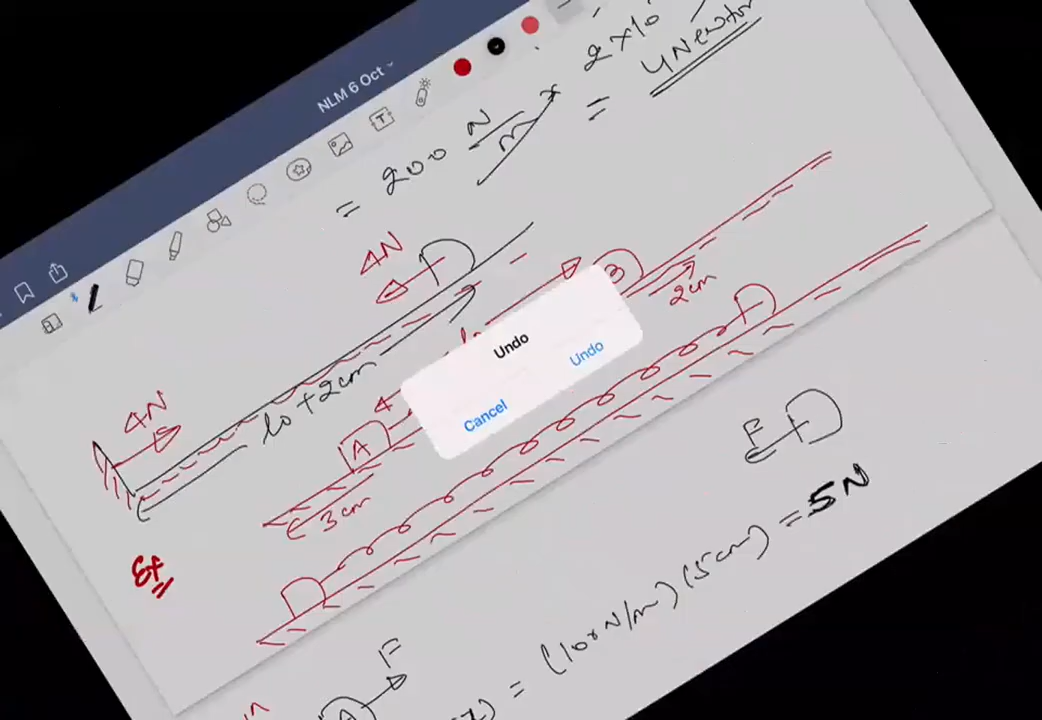 NLM 6 Oct
= 200 N/m × 2×10
= 4 Newton
4N
4N
l0 + 2cm
B
2cm
A
3cm
Undo
Cancel Undo
Ex
F
F
A
= (100 N/m) (5cm) = 5N